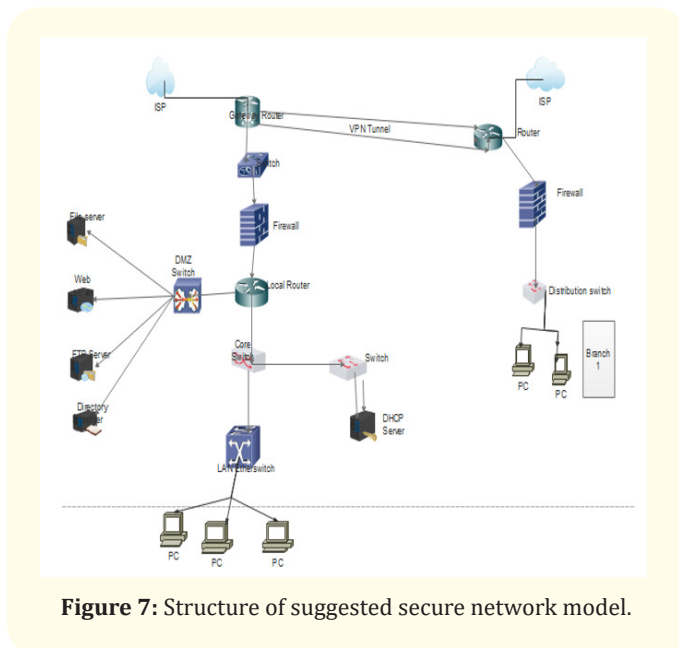 ISP
ISP
Gateway Router
VPN Tunnel
Router
Switch
Firewall
Firewall
File server
DMZ
Switch
Local Router
Web
Distribution switch
FTP Server
Core
Switch
Switch
PC
PC
Branch
1
Directory
DHCP
Server
LAN Etherswitch
PC
PC
PC
Figure 7: Structure of suggested secure network model.